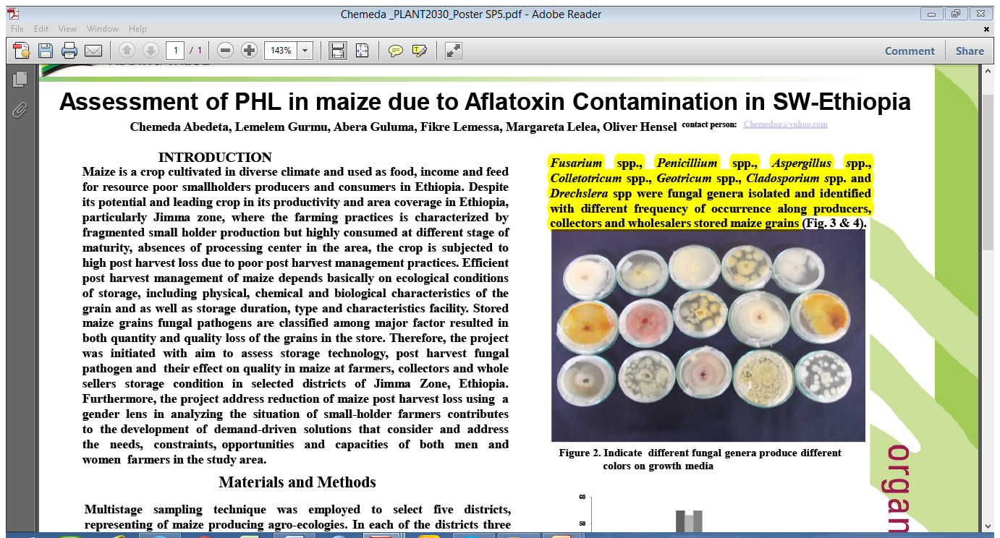 Chemeda _PLANT2030_Poster SP5.pdf - Adobe Reader
File Edit View Window Help
1 / 1 143% Comment Share
Assessment of PHL in maize due to Aflatoxin Contamination in SW-Ethiopia
Chemeda Abedeta, Lemelem Gurmu, Abera Guluma, Fikre Lemessa, Margareta Lelea, Oliver Hensel contact person: Chemedaa@yahoo.com
INTRODUCTION
Maize is a crop cultivated in diverse climate and used as food, income and feed
for resource poor smallholders producers and consumers in Ethiopia. Despite
its potential and leading crop in its productivity and area coverage in Ethiopia,
particularly Jimma zone, where the farming practices is characterized by
fragmented small holder production but highly consumed at different stage of
maturity, absences of processing center in the area, the crop is subjected to
high post harvest loss due to poor post harvest management practices. Efficient
post harvest management of maize depends basically on ecological conditions
of storage, including physical, chemical and biological characteristics of the
grain and as well as storage duration, type and characteristics facility. Stored
maize grains fungal pathogens are classified among major factor resulted in
both quantity and quality loss of the grains in the store. Therefore, the project
was initiated with aim to assess storage technology, post harvest fungal
pathogen and their effect on quality in maize at farmers, collectors and whole
sellers storage condition in selected districts of Jimma Zone, Ethiopia.
Furthermore, the project address reduction of maize post harvest loss using a
gender lens in analyzing the situation of small-holder farmers contributes
to the development of demand-driven solutions that consider and address
the needs, constraints, opportunities and capacities of both men and
women farmers in the study area.
Materials and Methods
Multistage sampling technique was employed to select five districts,
representing of maize producing agro-ecologies. In each of the districts three
Fusarium spp., Penicillium spp., Aspergillus spp.,
Colletotricum spp., Geotricum spp., Cladosporium spp. and
Drechslera spp were fungal genera isolated and identified
with different frequency of occurrence along producers,
collectors and wholesalers stored maize grains (Fig. 3 & 4).
Figure 2. Indicate different fungal genera produce different
colors on growth media
60
50
organ